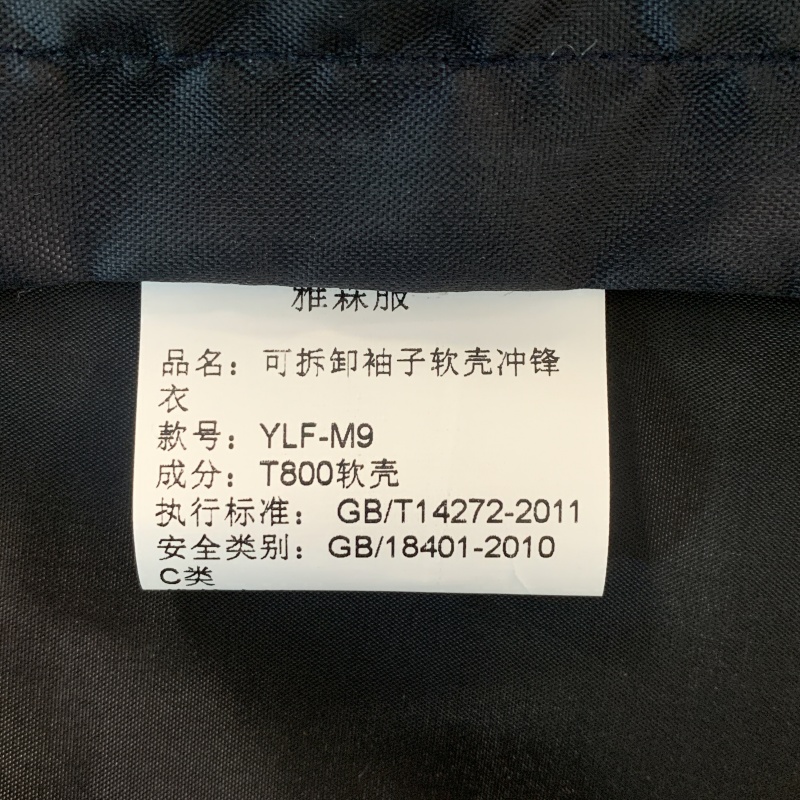 雅森服
品名：可拆卸袖子软壳冲锋
衣
款号：YLF-M9
成分：T800软壳
执行标准： GB/T14272-2011
安全类别：GB/18401-2010
C类